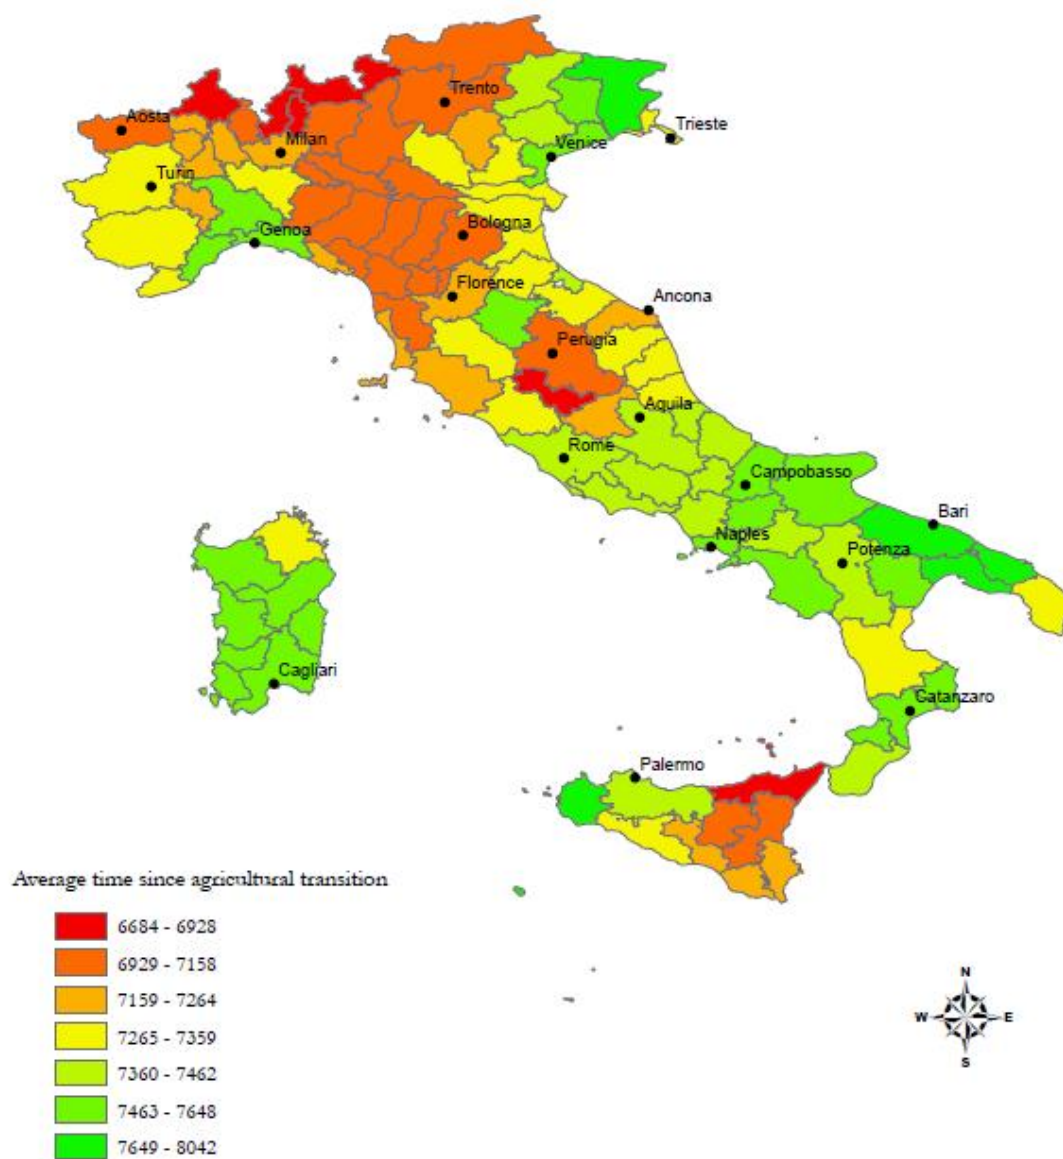 Trento
Aosta
Trieste
Milan
Venice
Turin
Bologna
Genoa
Florence
Ancona
Perugia
Aquila
Rome
Campobasso
Bari
Naples
Potenza
Cagliari
Catanzaro
Palermo
Average time since agricultural transition
6684 - 6928
6929 - 7158
7159 - 7264
7265 - 7359
7360 - 7462
7463 - 7648
7649 - 8042
N
W E
S